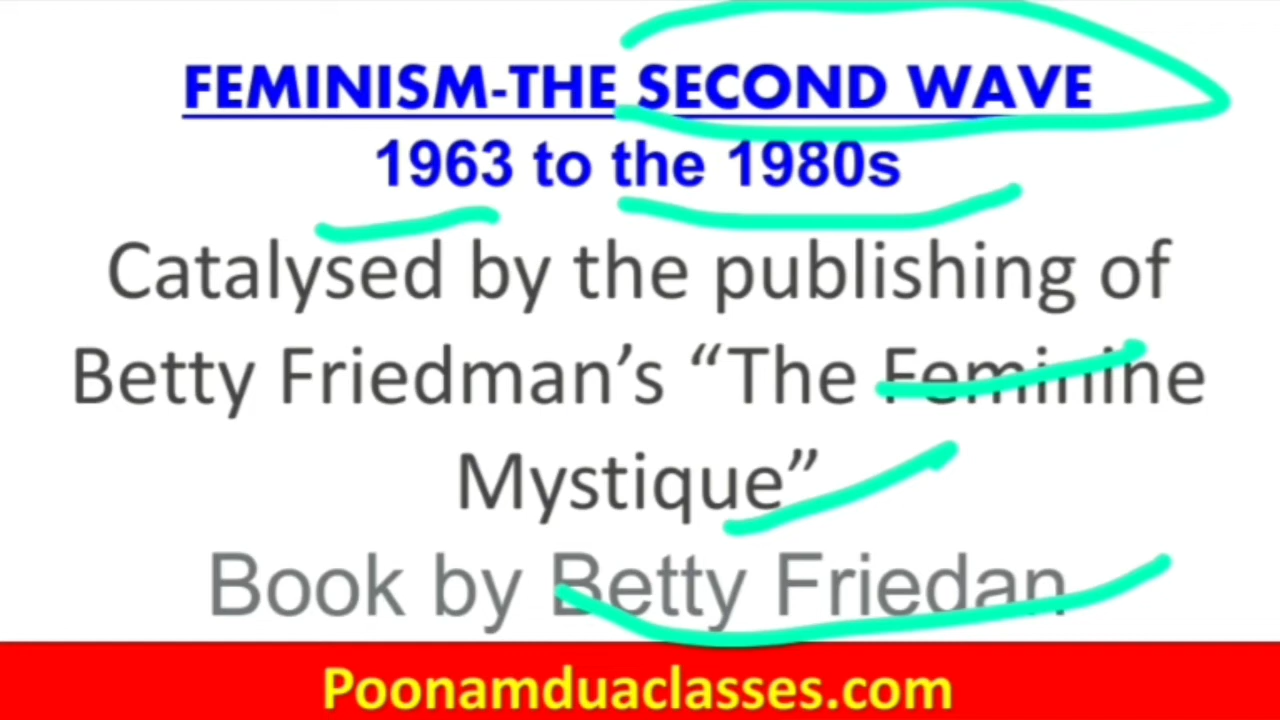 FEMINISM-THE SECOND WAVE
1963 to the 1980s
Catalysed by the publishing of
Betty Friedman’s “The Feminine
Mystique”
Book by Betty Friedan
Poonamduaclasses.com